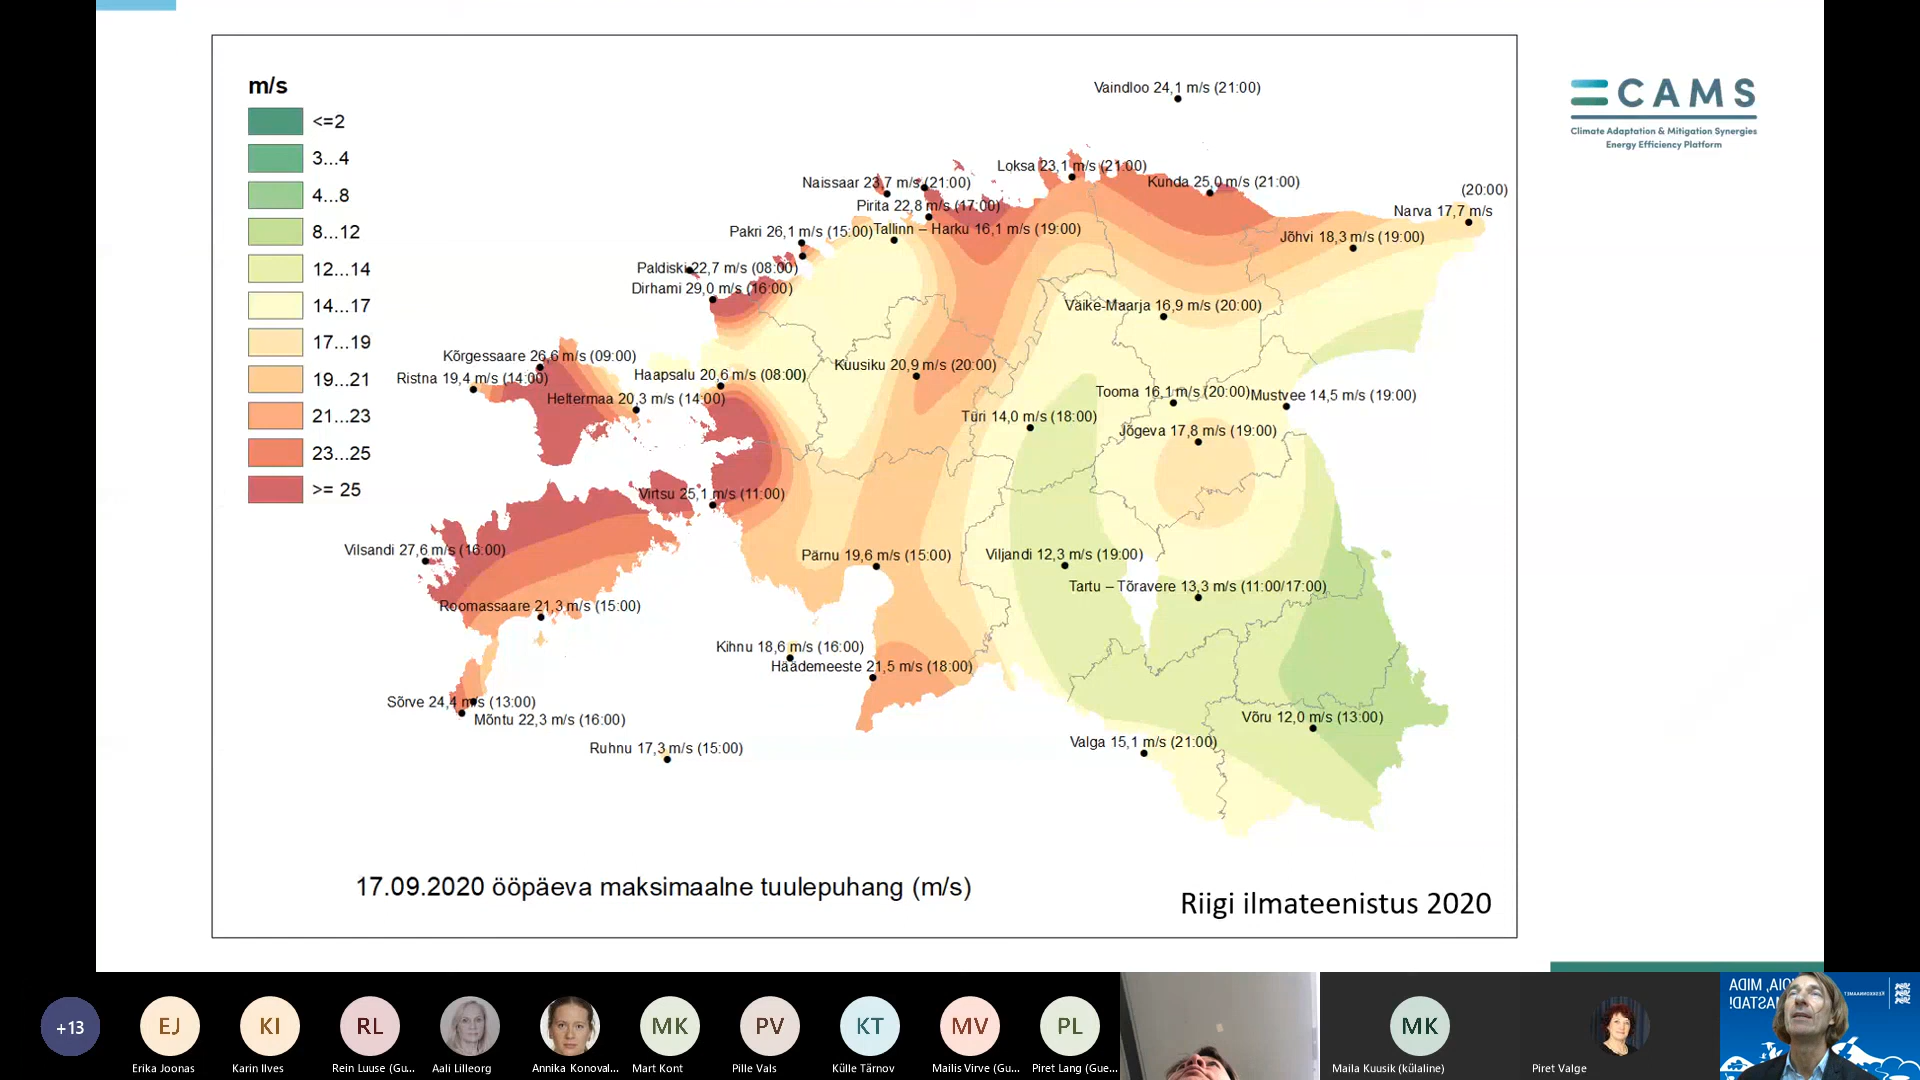 m/s
<=2
3...4
4...8
8...12
12...14
14...17
17...19
19...21
21...23
23...25
>= 25
CAMS
Climate Adaptation & Mitigation Synergies
Energy Efficiency Platform
Vaindloo 24,1 m/s (21:00)
Loksa 23,1 m/s (21:00)
Naissaar 23,7 m/s (21:00)
Kunda 25,0 m/s (21:00)
(20:00)
Narva 17,7 m/s
Pirita 22,8 m/s (17:00)
Pakri 26,1 m/s (15:00)
Tallinn – Harku 16,1 m/s (19:00)
Jõhvi 18,3 m/s (19:00)
Paldiski 22,7 m/s (08:00)
Dirhami 29,0 m/s (16:00)
Väike-Maarja 16,9 m/s (20:00)
Kõrgessaare 26,6 m/s (09:00)
Ristna 19,4 m/s (14:00)
Haapsalu 20,6 m/s (08:00)
Kuusiku 20,9 m/s (20:00)
Heltermaa 20,3 m/s (14:00)
Tooma 16,1 m/s (20:00)
Mustvee 14,5 m/s (19:00)
Türi 14,0 m/s (18:00)
Jõgeva 17,8 m/s (19:00)
Virtsu 25,1 m/s (11:00)
Vilsandi 27,6 m/s (16:00)
Pärnu 19,6 m/s (15:00)
Viljandi 12,3 m/s (19:00)
Tartu – Tõravere 13,3 m/s (11:00/17:00)
Roomassaare 21,3 m/s (15:00)
Kihnu 18,6 m/s (16:00)
Häädemeeste 21,5 m/s (18:00)
Sõrve 24,4 m/s (13:00)
Mõntu 22,3 m/s (16:00)
Võru 12,0 m/s (13:00)
Valga 15,1 m/s (21:00)
Ruhnu 17,3 m/s (15:00)
17.09.2020 ööpäeva maksimaalne tuulepuhang (m/s)
Riigi ilmateenistus 2020
+13
EJ
KI
RL
MK
PV
KT
MV
PL
MK
Erika Joonas
Karin Ilves
Rein Luuse (Gu...
Aali Lilleorg
Annika Konoval...
Mart Kont
Pille Vals
Külle Tärnov
Mailis Virve (Gu...
Piret Lang (Gue...
Maila Kuusik (külaline)
Piret Valge